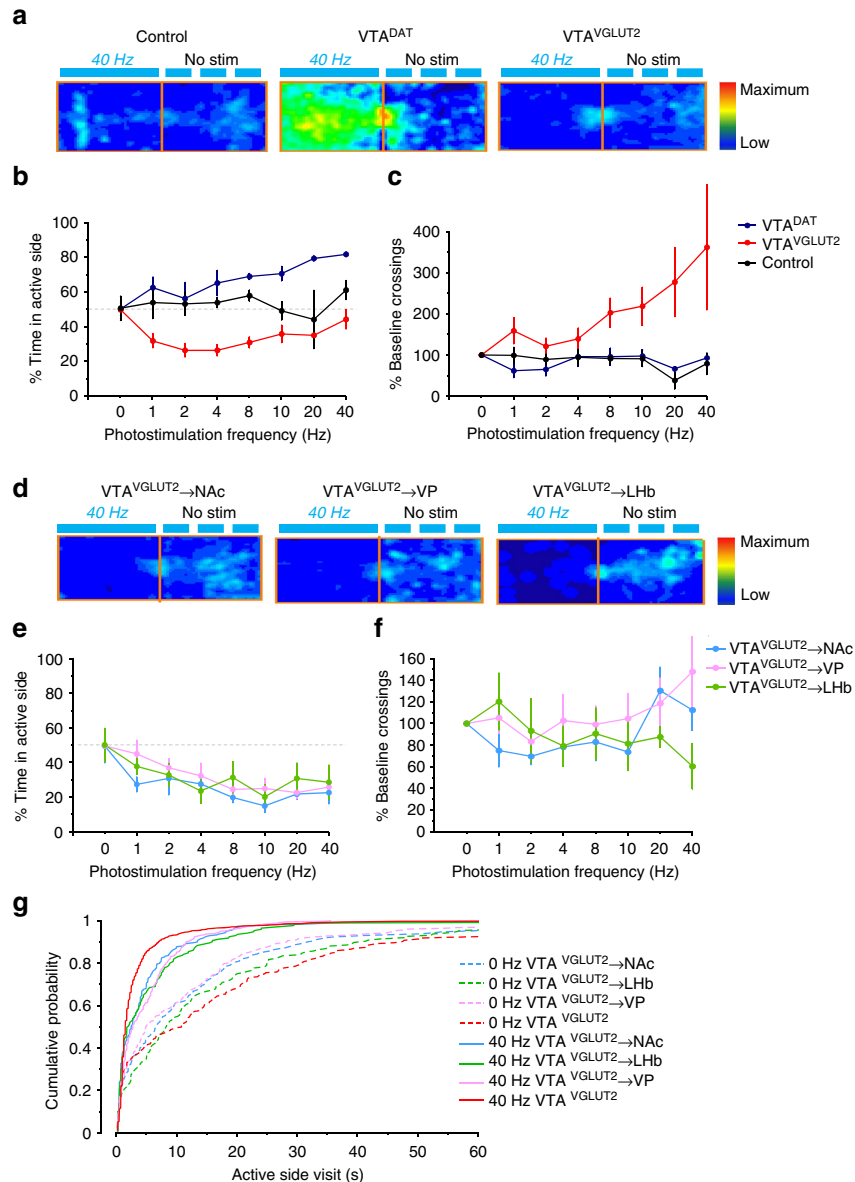 a
Control
VTA^DAT
VTA^VGLUT2
40 Hz
No stim
40 Hz
No stim
40 Hz
No stim
Maximum
Low
b
% Time in active side
100
80
60
40
20
0
0 1 2 4 8 10 20 40
Photostimulation frequency (Hz)
c
% Baseline crossings
400
300
200
100
0
0 1 2 4 8 10 20 40
Photostimulation frequency (Hz)
VTA^DAT
VTA^VGLUT2
Control
d
VTA^VGLUT2→NAc
VTA^VGLUT2→VP
VTA^VGLUT2→LHb
40 Hz
No stim
40 Hz
No stim
40 Hz
No stim
Maximum
Low
e
% Time in active side
100
80
60
40
20
0
0 1 2 4 8 10 20 40
Photostimulation frequency (Hz)
f
% Baseline crossings
160
140
120
100
80
60
40
20
0
0 1 2 4 8 10 20 40
Photostimulation frequency (Hz)
VTA^VGLUT2→NAc
VTA^VGLUT2→VP
VTA^VGLUT2→LHb
g
Cumulative probability
1
0.8
0.6
0.4
0.2
0
0 10 20 30 40 50 60
Active side visit (s)
0 Hz VTA ^VGLUT2→NAc
0 Hz VTA ^VGLUT2→LHb
0 Hz VTA ^VGLUT2→VP
0 Hz VTA ^VGLUT2
40 Hz VTA ^VGLUT2→NAc
40 Hz VTA ^VGLUT2→LHb
40 Hz VTA ^VGLUT2→VP
40 Hz VTA ^VGLUT2